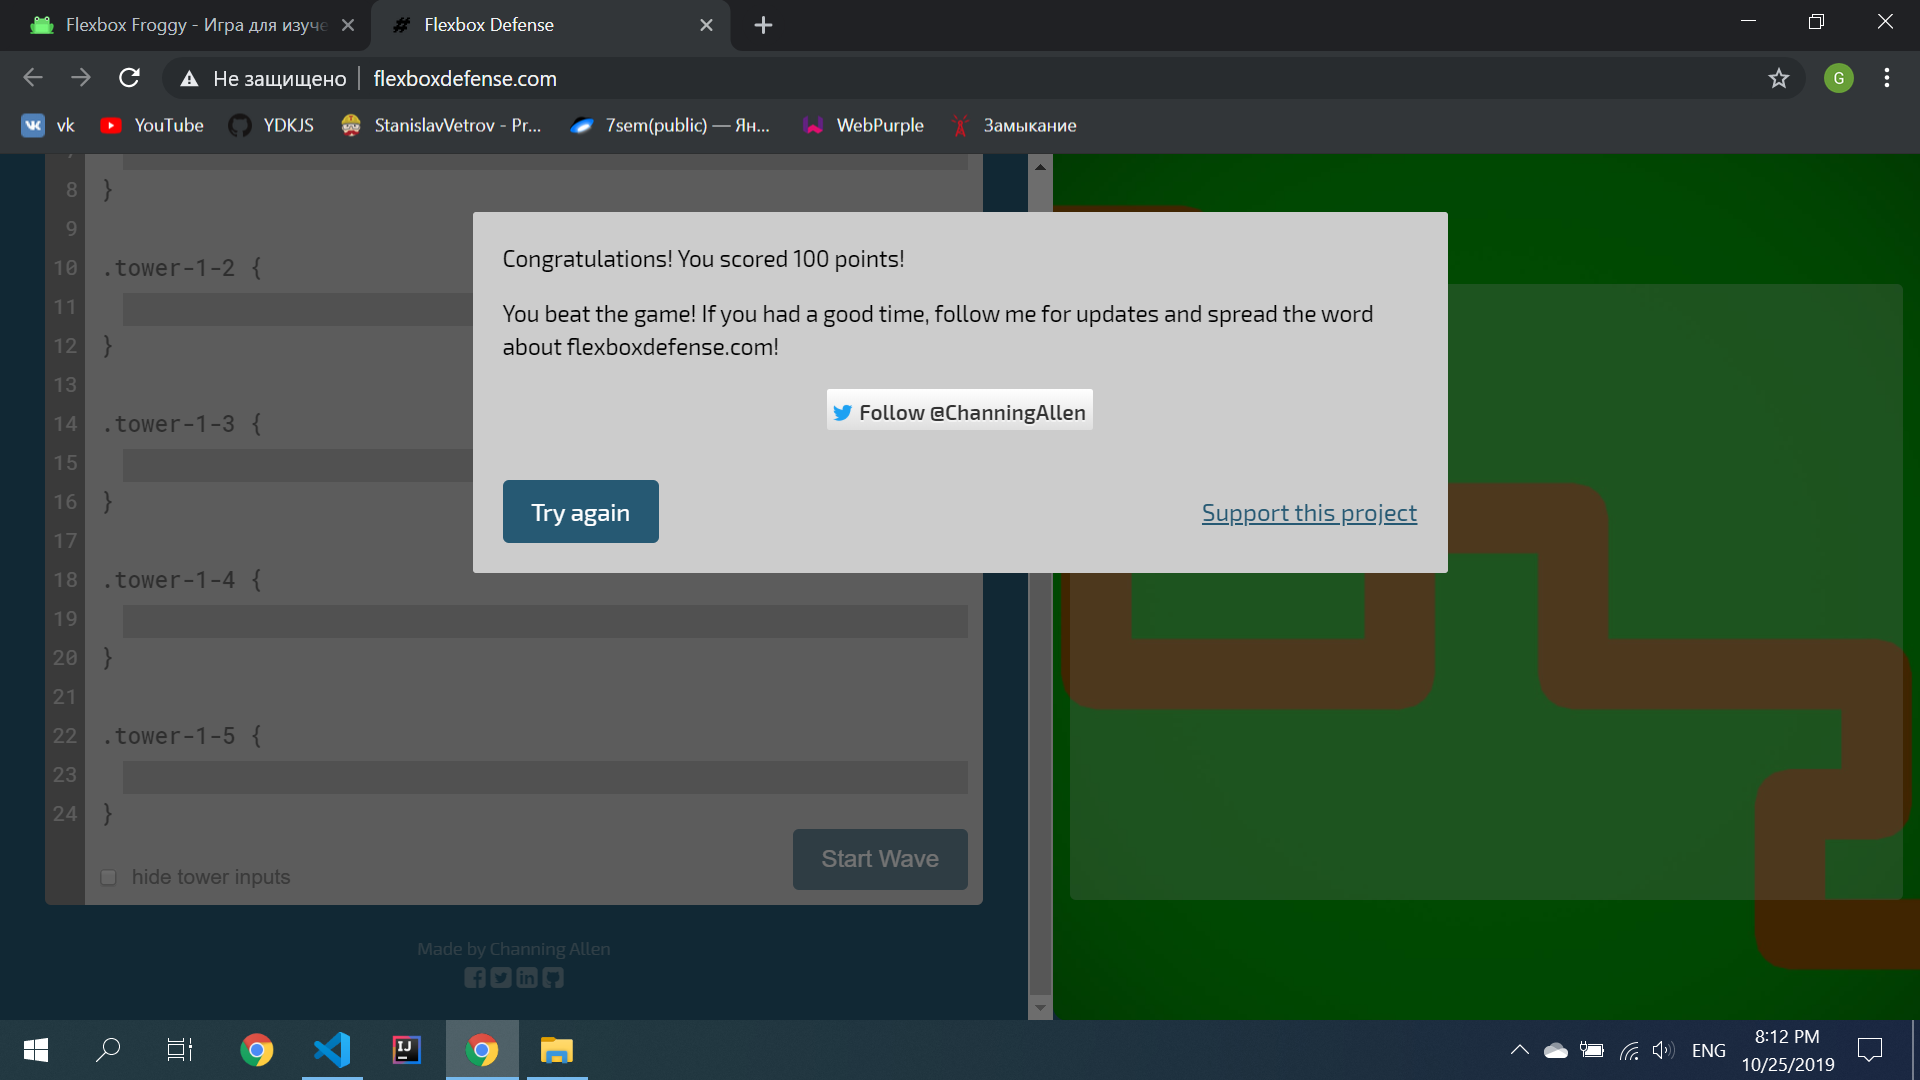 Flexbox Froggy - Игра для изуче
Flexbox Defense
Не защищено
flexboxdefense.com
G
vk
YouTube
YDKJS
StanislavVetrov - Pr...
7sem(public) — Ян...
WebPurple
Замыкание
8 }
9
10 .tower-1-2 {
11
12 }
13
14 .tower-1-3 {
15
16 }
17
18 .tower-1-4 {
19
20 }
21
22 .tower-1-5 {
23
24 }
hide tower inputs
Start Wave
Congratulations! You scored 100 points!
You beat the game! If you had a good time, follow me for updates and spread the word
about flexboxdefense.com!
Follow @ChanningAllen
Try again
Support this project
Made by Channing Allen
ENG
8:12 PM
10/25/2019